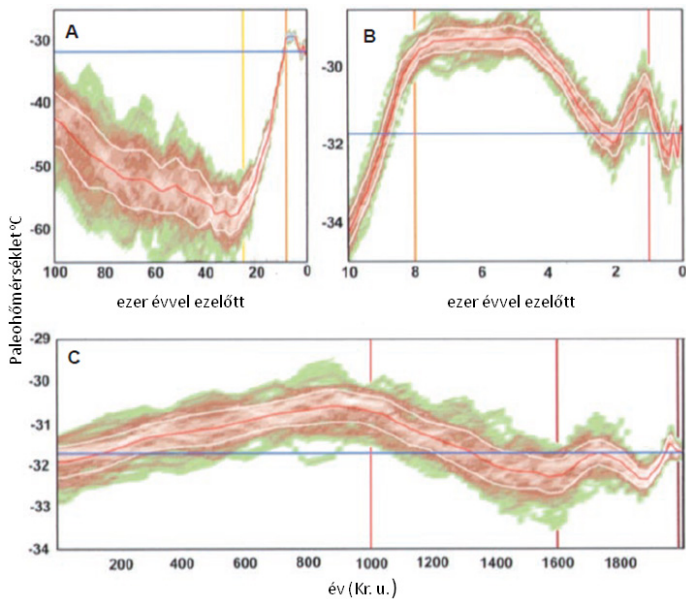 A
-30
-40
-50
-60
100 80 60 40 20 0
ezer évvel ezelőtt
B
-30
-32
-34
10 8 6 4 2 0
ezer évvel ezelőtt
Paleohőmérséklet °C
C
-29
-30
-31
-32
-33
-34
200 400 600 800 1000 1200 1400 1600 1800
év (Kr. u.)